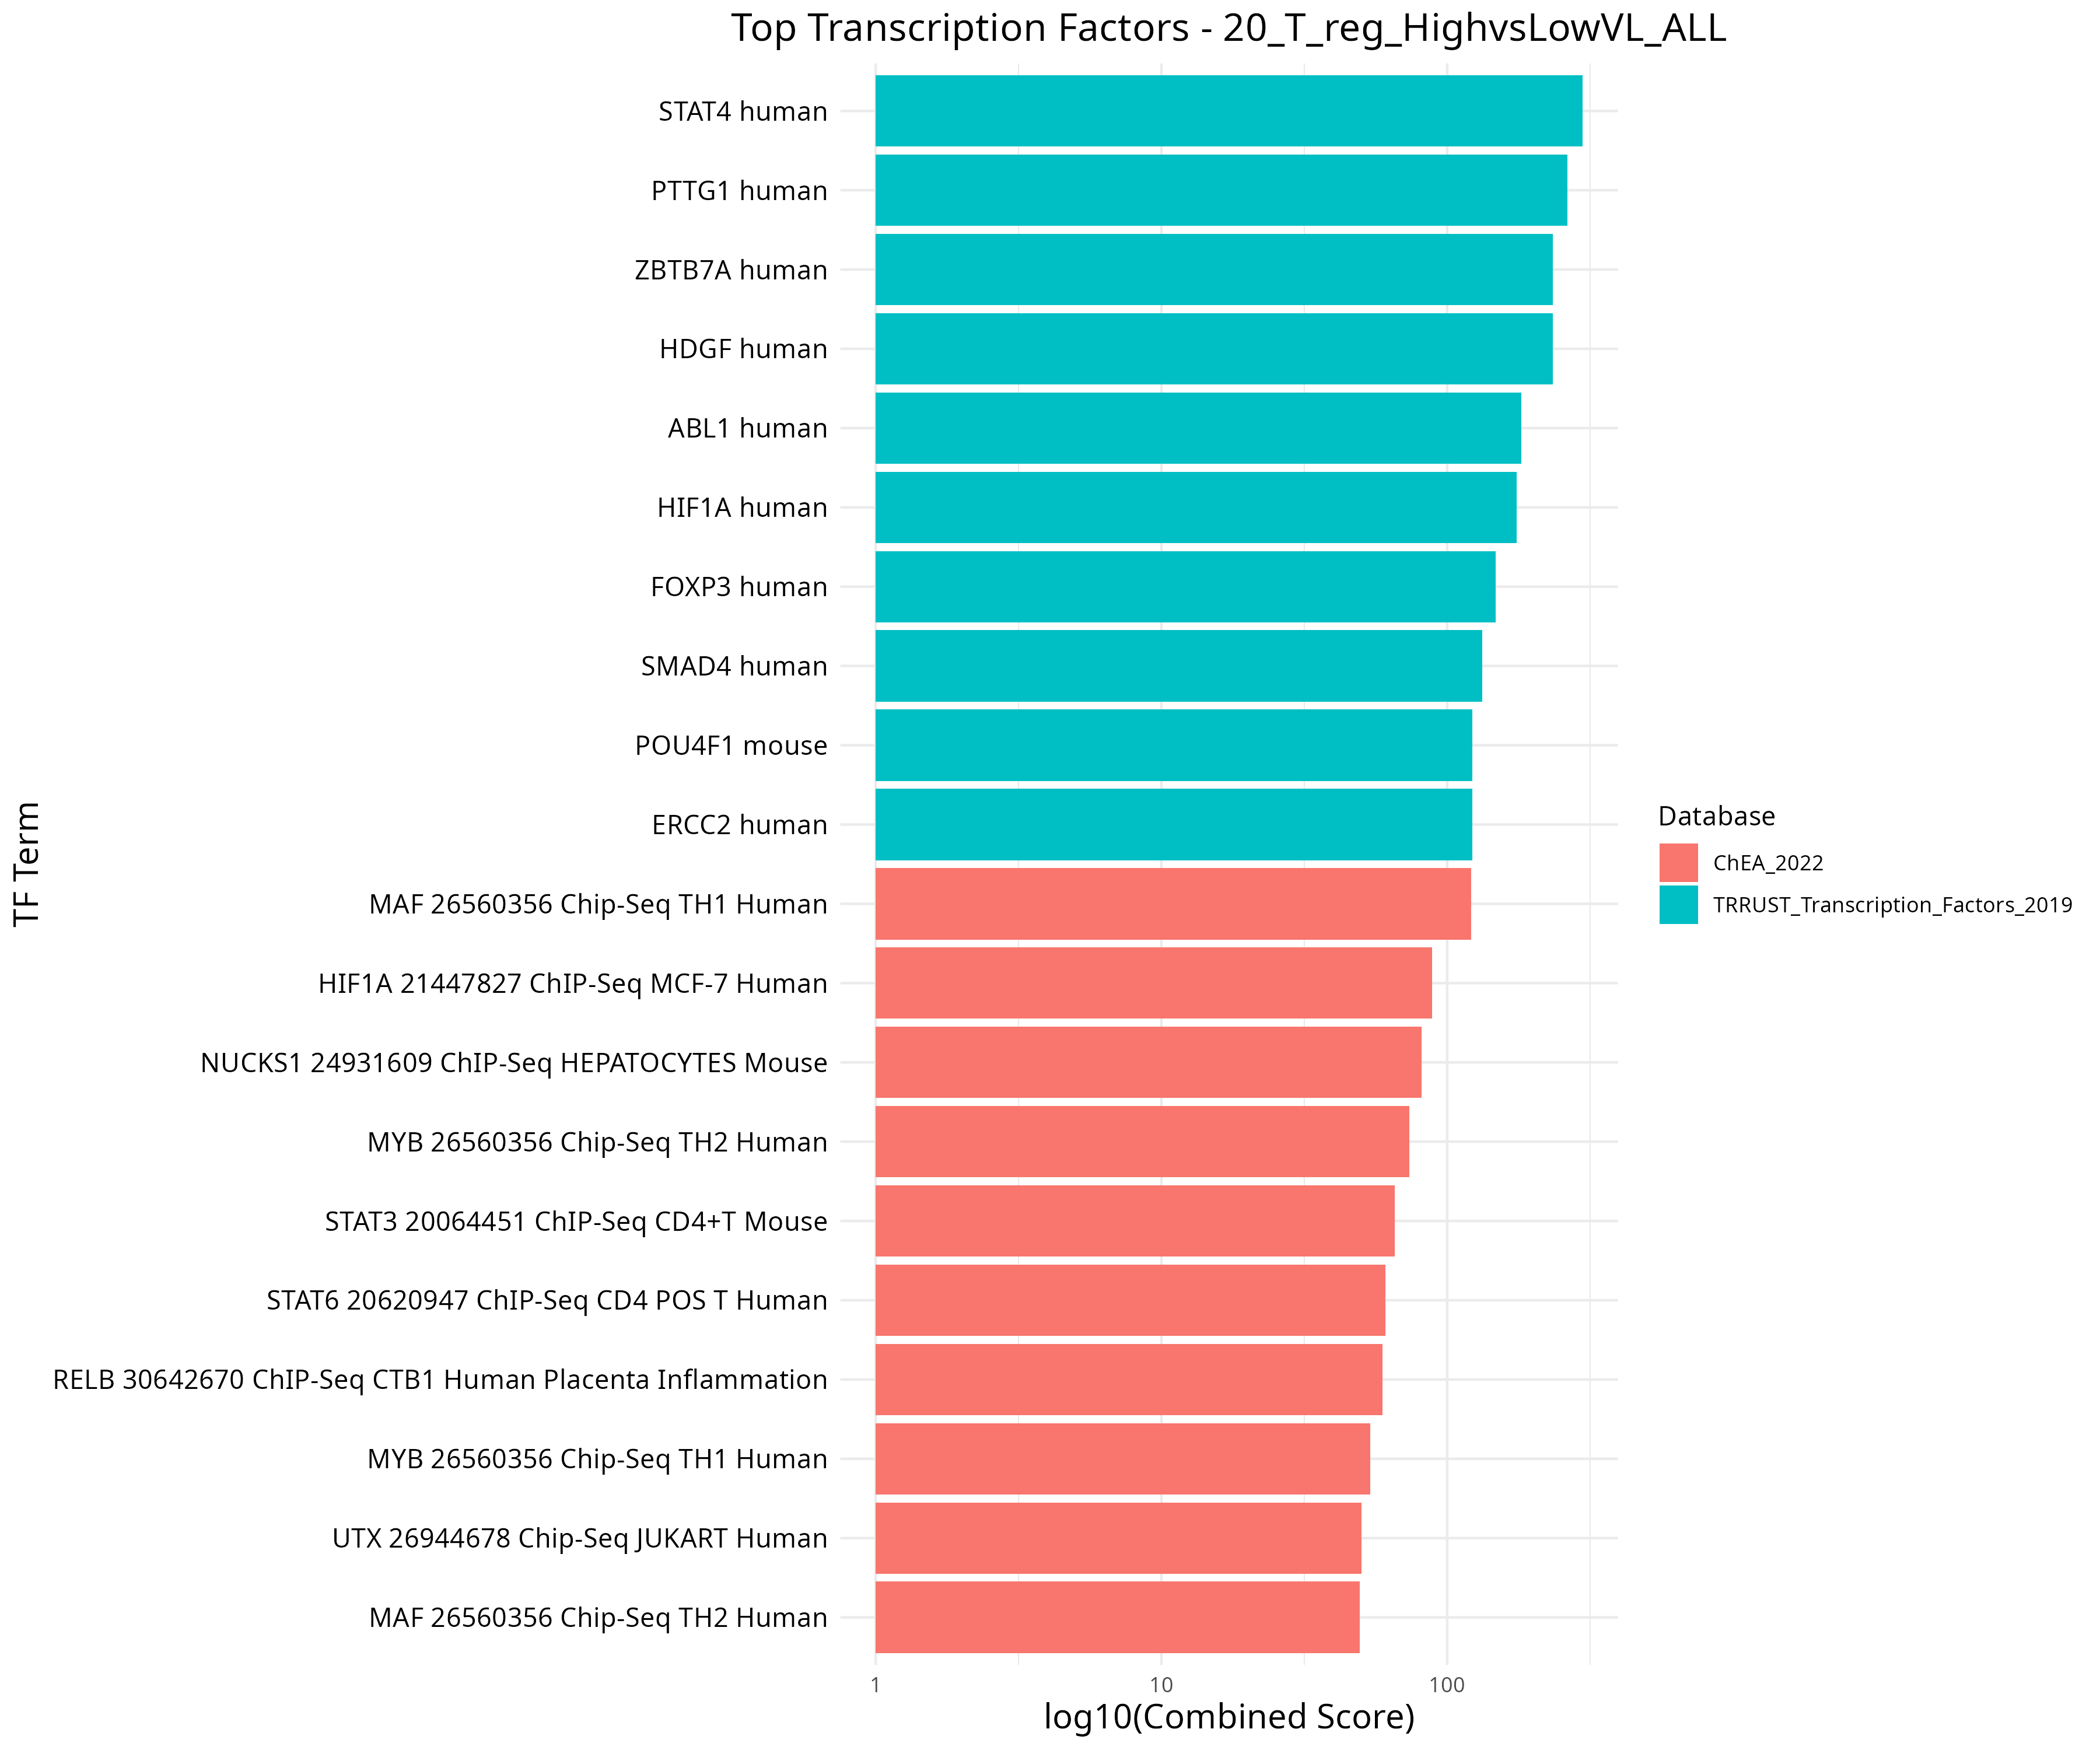 Top Transcription Factors - 20_T_reg_HighvsLowVL_ALL
TF Term
STAT4 human
PTTG1 human
ZBTB7A human
HDGF human
ABL1 human
HIF1A human
FOXP3 human
SMAD4 human
POU4F1 mouse
ERCC2 human
MAF 26560356 Chip-Seq TH1 Human
HIF1A 21447827 ChIP-Seq MCF-7 Human
NUCKS1 24931609 ChIP-Seq HEPATOCYTES Mouse
MYB 26560356 Chip-Seq TH2 Human
STAT3 20064451 ChIP-Seq CD4+T Mouse
STAT6 20620947 ChIP-Seq CD4 POS T Human
RELB 30642670 ChIP-Seq CTB1 Human Placenta Inflammation
MYB 26560356 Chip-Seq TH1 Human
UTX 26944678 Chip-Seq JUKART Human
MAF 26560356 Chip-Seq TH2 Human
1 10 100
log10(Combined Score)
Database
ChEA_2022
TRRUST_Transcription_Factors_2019